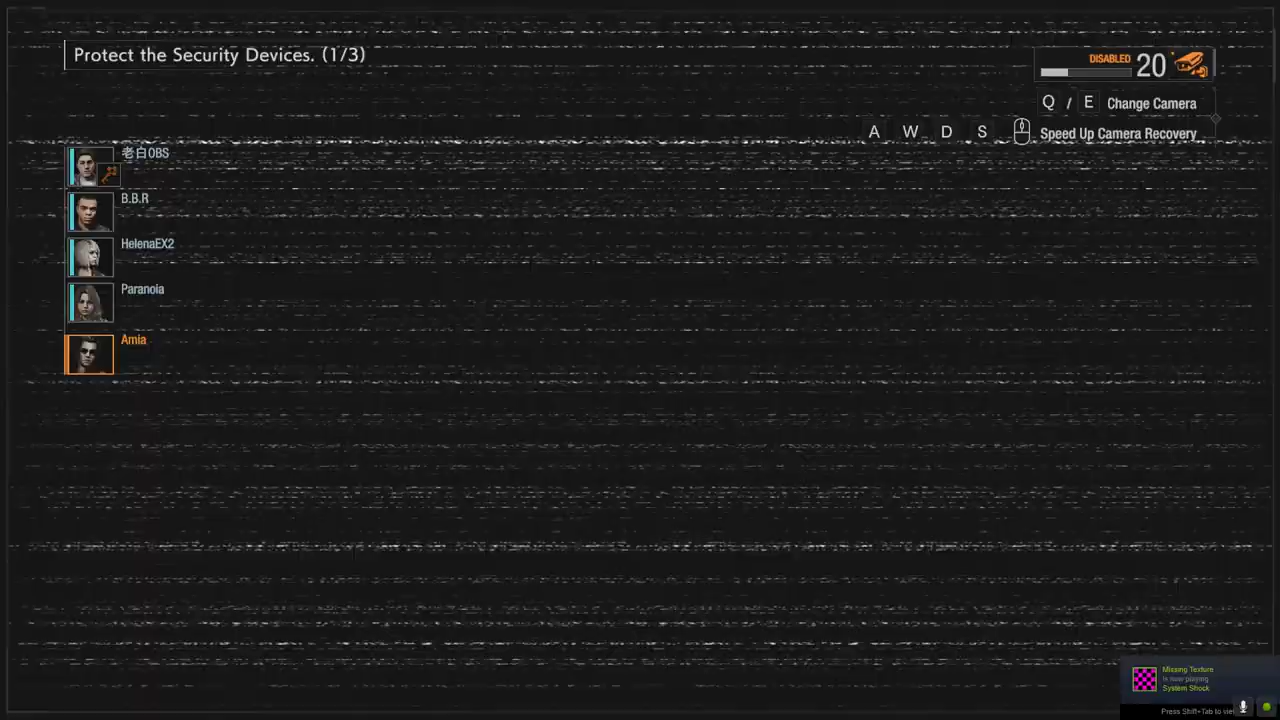 Protect the Security Devices. (1/3)
DISABLED 20
Q / E Change Camera
A W D S Speed Up Camera Recovery
老白OBS
B.B.R
HelenaEX2
Paranoia
Amia
Missing Texture
is now playing
System Shock
Press Shift+Tab to view